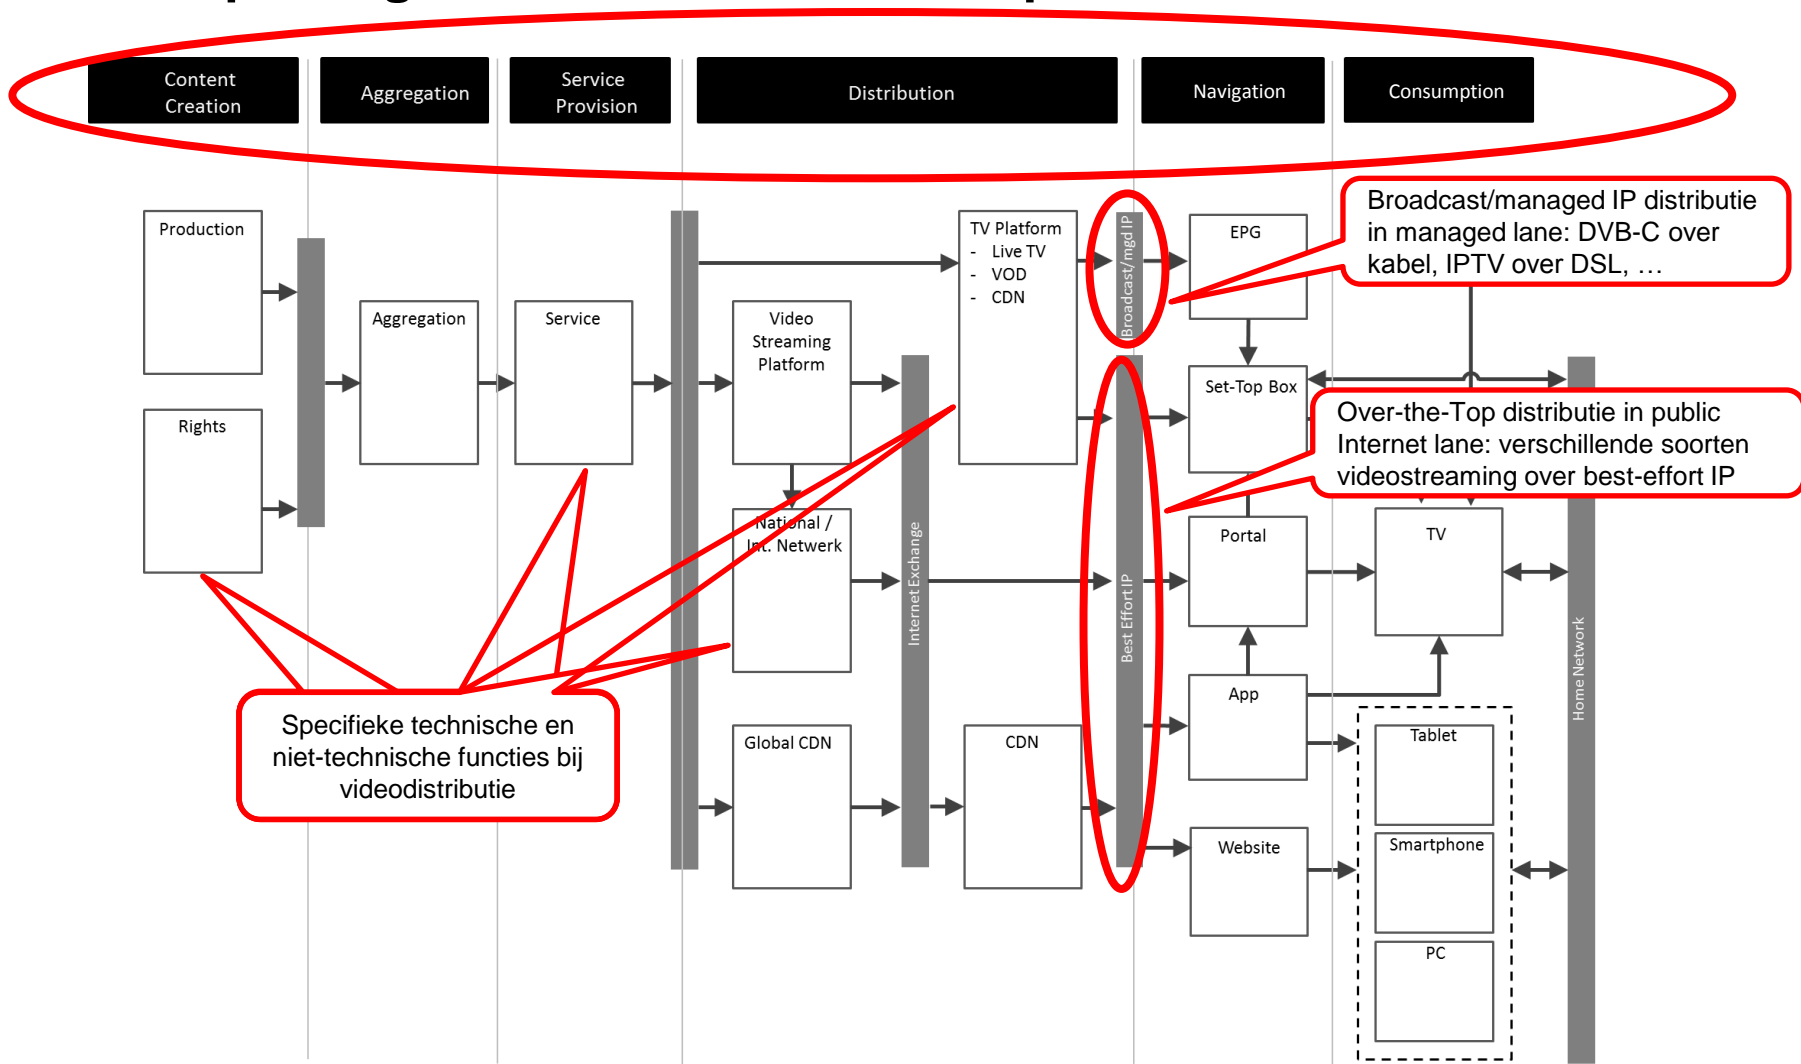 Content
Creation
Aggregation
Service
Provision
Distribution
Navigation
Consumption
Production
Rights
Aggregation
Service
Video
Streaming
Platform
National /
Int. Netwerk
Global CDN
Internet Exchange
TV Platform
- Live TV
- VOD
- CDN
CDN
Broadcast/mgd IP
Best Effort IP
EPG
Set-Top Box
Portal
App
Website
TV
Tablet
Smartphone
PC
Home Network
Broadcast/managed IP distributie
in managed lane: DVB-C over
kabel, IPTV over DSL, …
Over-the-Top distributie in public
Internet lane: verschillende soorten
videostreaming over best-effort IP
Specifieke technische en
niet-technische functies bij
videodistributie